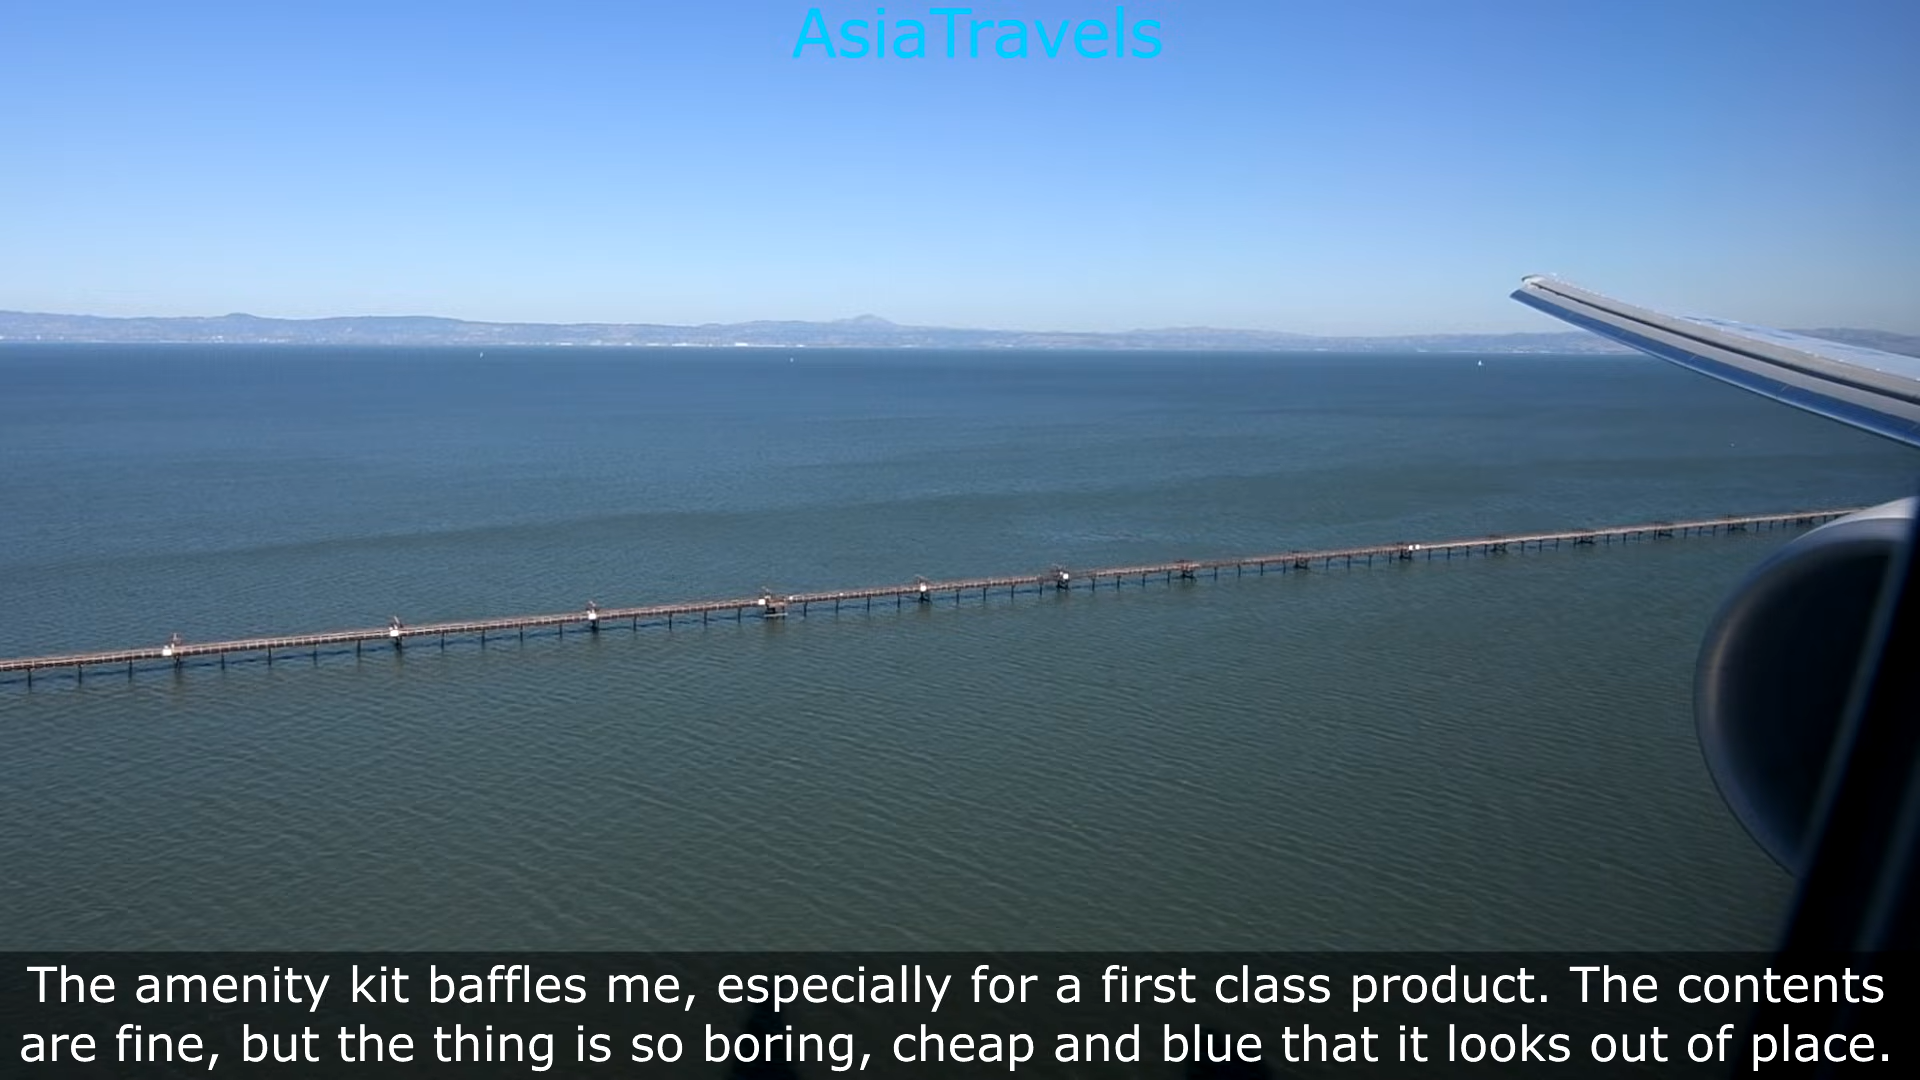 AsiaTravels
The amenity kit baffles me, especially for a first class product. The contents
are fine, but the thing is so boring, cheap and blue that it looks out of place.